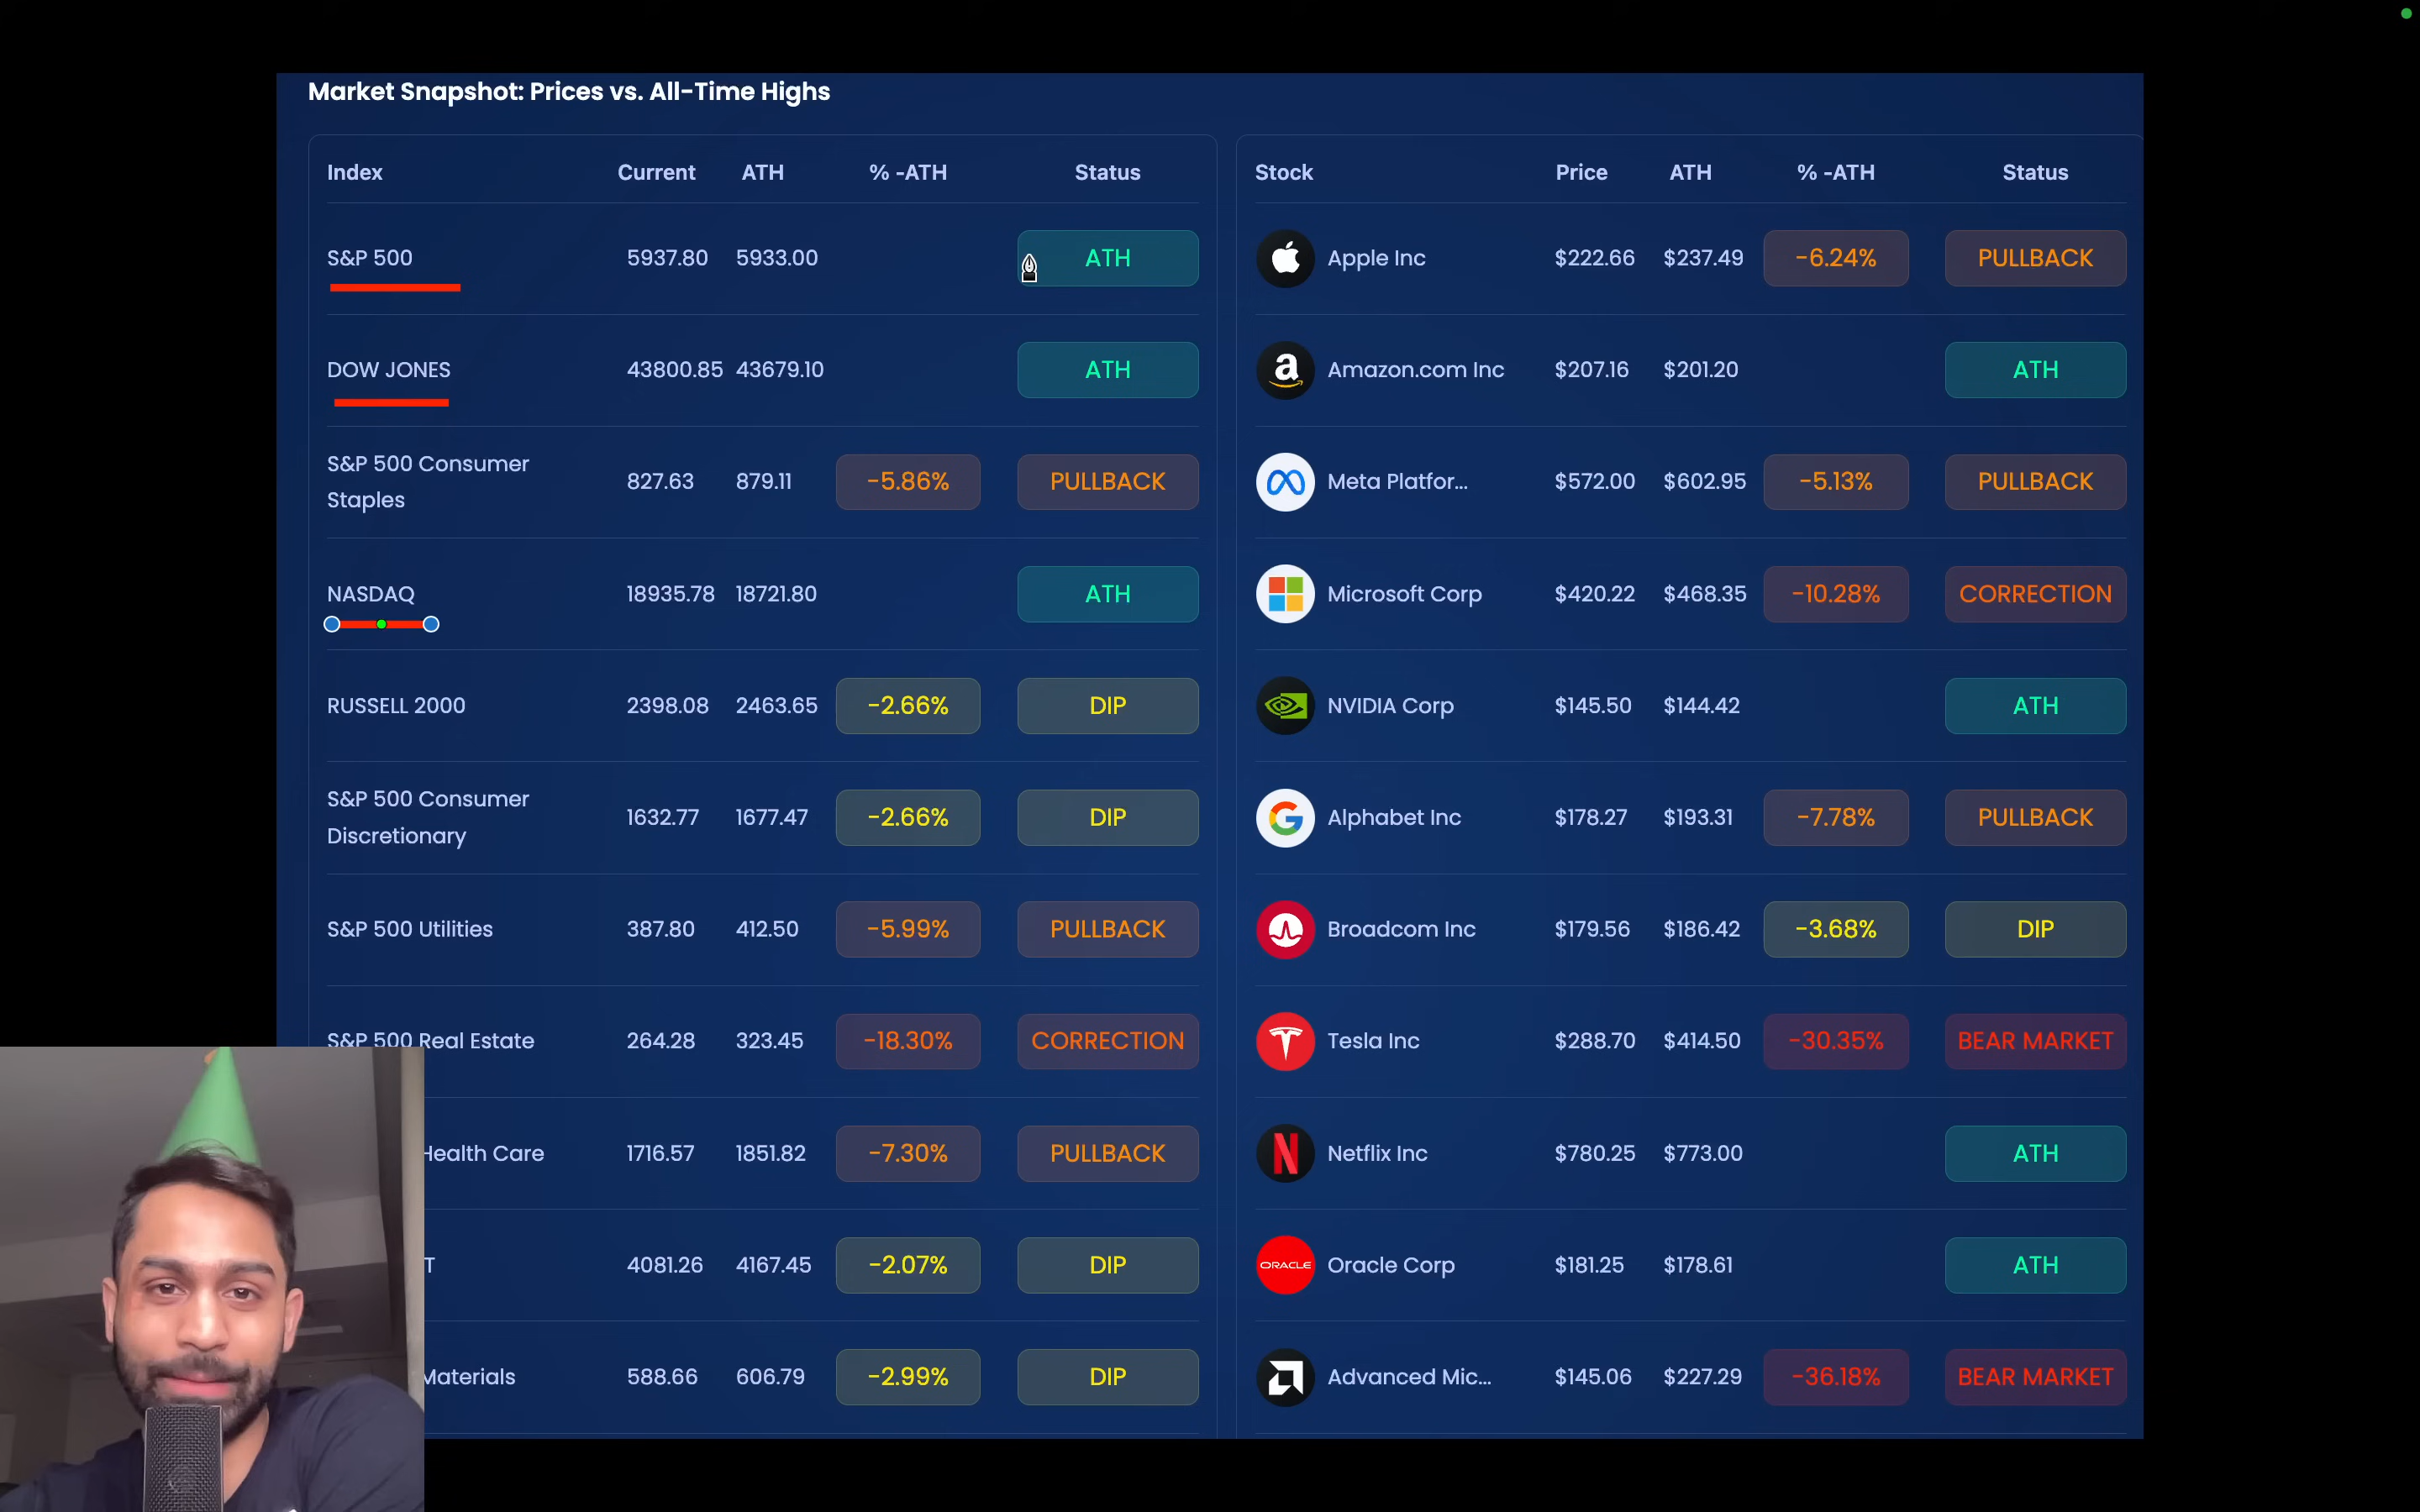 Market Snapshot: Prices vs. All-Time Highs
Index Current ATH % -ATH Status
S&P 500 5937.80 5933.00 ATH
DOW JONES 43800.85 43679.10 ATH
S&P 500 Consumer
Staples
827.63 879.11 -5.86% PULLBACK
NASDAQ 18935.78 18721.80 ATH
RUSSELL 2000 2398.08 2463.65 -2.66% DIP
S&P 500 Consumer
Discretionary
1632.77 1677.47 -2.66% DIP
S&P 500 Utilities 387.80 412.50 -5.99% PULLBACK
S&P 500 Real Estate 264.28 323.45 -18.30% CORRECTION
Health Care 1716.57 1851.82 -7.30% PULLBACK
T 4081.26 4167.45 -2.07% DIP
Materials 588.66 606.79 -2.99% DIP
Stock Price ATH % -ATH Status
Apple Inc $222.66 $237.49 -6.24% PULLBACK
Amazon.com Inc $207.16 $201.20 ATH
Meta Platfor... $572.00 $602.95 -5.13% PULLBACK
Microsoft Corp $420.22 $468.35 -10.28% CORRECTION
NVIDIA Corp $145.50 $144.42 ATH
Alphabet Inc $178.27 $193.31 -7.78% PULLBACK
Broadcom Inc $179.56 $186.42 -3.68% DIP
Tesla Inc $288.70 $414.50 -30.35% BEAR MARKET
Netflix Inc $780.25 $773.00 ATH
ORACLE Oracle Corp $181.25 $178.61 ATH
Advanced Mic... $145.06 $227.29 -36.18% BEAR MARKET